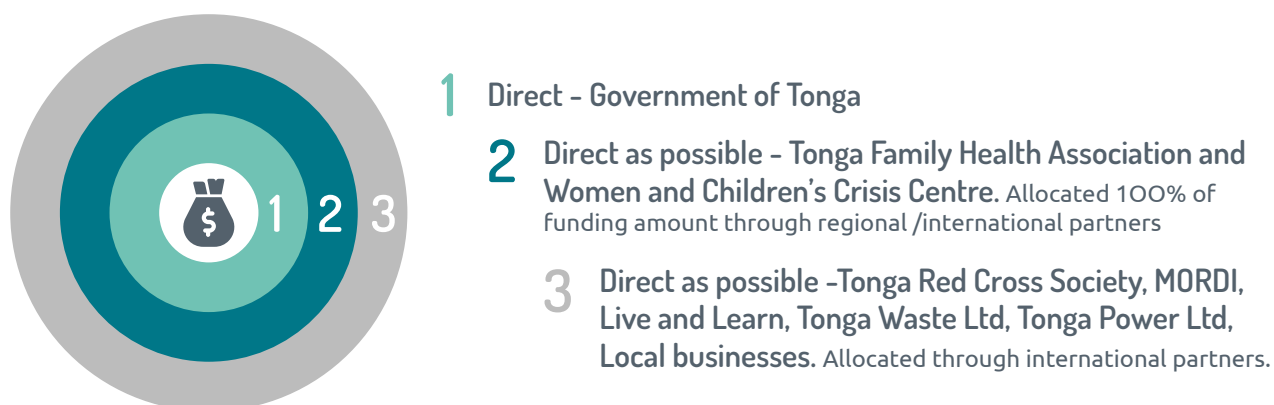 $ 1 2 3
1 Direct - Government of Tonga
2 Direct as possible - Tonga Family Health Association and
Women and Children's Crisis Centre. Allocated 100% of
funding amount through regional /international partners
3 Direct as possible -Tonga Red Cross Society, MORDI,
Live and Learn, Tonga Waste Ltd, Tonga Power Ltd,
Local businesses. Allocated through international partners.